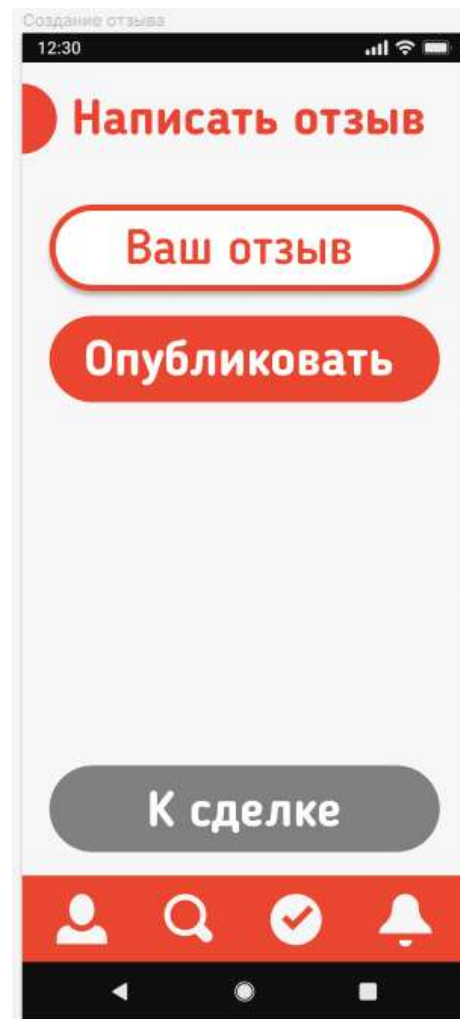 Создание отзыва
12:30
Написать отзыв
Ваш отзыв
Опубликовать
К сделке